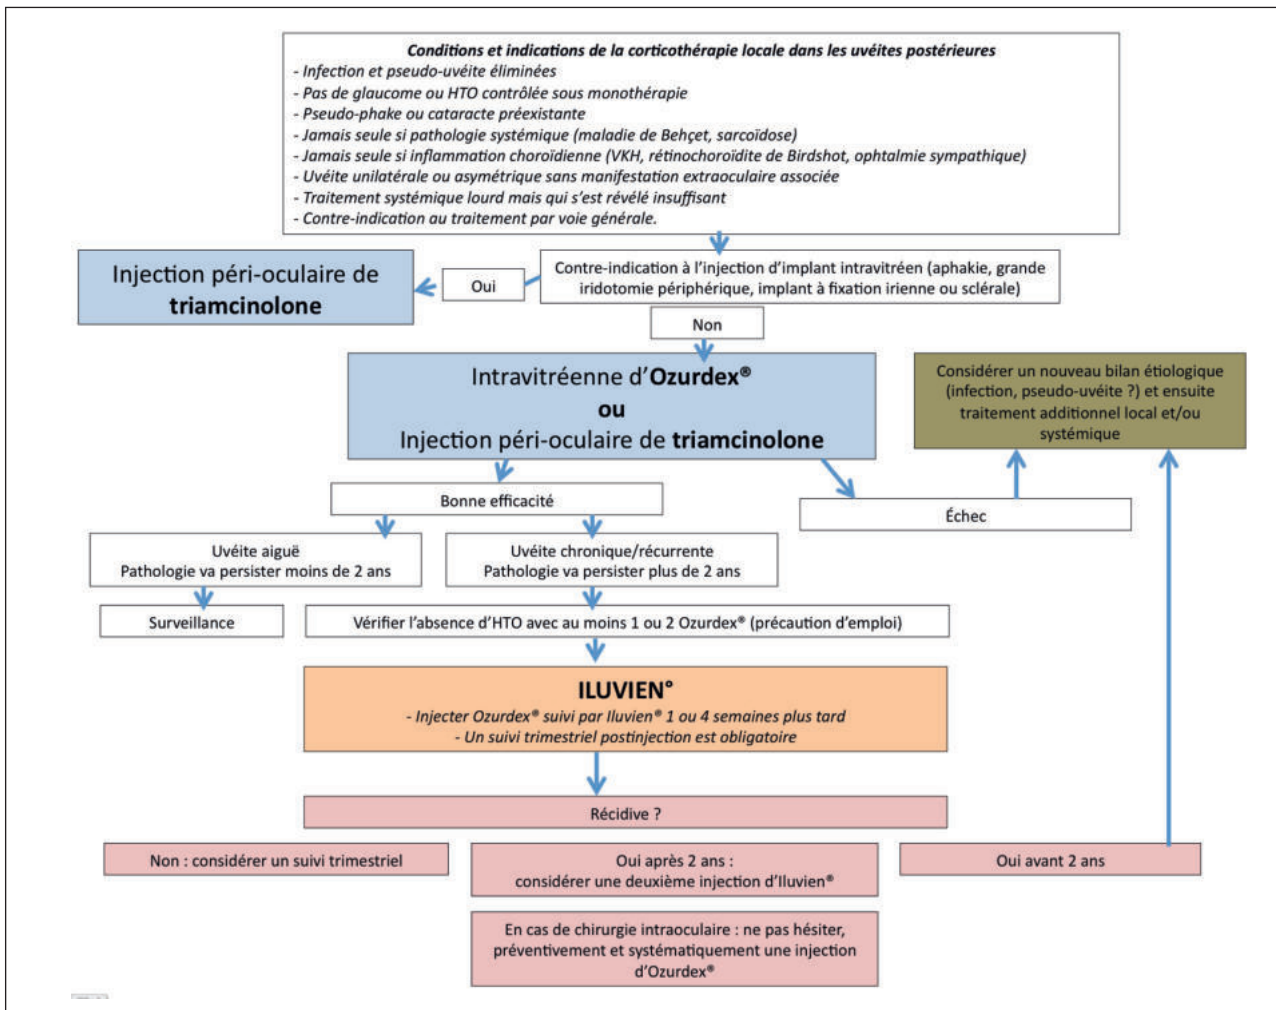 Conditions et indications de la corticothérapie locale dans les uvéites postérieures
- Infection et pseudo-uvéite éliminées
- Pas de glaucome ou HTO contrôlée sous monothérapie
- Pseudo-phake ou cataracte préexistante
- Jamais seule si pathologie systémique (maladie de Behçet, sarcoïdose)
- Jamais seule si inflammation choroïdienne (VKH, rétinochoroïdite de Birdshot, ophtalmie sympathique)
- Uvéite unilatérale ou asymétrique sans manifestation extraoculaire associée
- Traitement systémique lourd mais qui s’est révélé insuffisant
- Contre-indication au traitement par voie générale.
Injection péri-oculaire de
triamcinolone
Oui
Contre-indication à l’injection d’implant intravitréen (aphakie, grande
iridotomie périphérique, implant à fixation irienne ou sclérale)
Non
Intravitréenne d’Ozurdex®
ou
Injection péri-oculaire de triamcinolone
Considérer un nouveau bilan étiologique
(infection, pseudo-uvéite ?) et ensuite
traitement additionnel local et/ou
systémique
Bonne efficacité
Échec
Uvéite aiguë
Pathologie va persister moins de 2 ans
Uvéite chronique/récurrente
Pathologie va persister plus de 2 ans
Surveillance
Vérifier l’absence d’HTO avec au moins 1 ou 2 Ozurdex® (précaution d’emploi)
ILUVIEN°
- Injecter Ozurdex® suivi par Iluvien® 1 ou 4 semaines plus tard
- Un suivi trimestriel postinjection est obligatoire
Récidive ?
Non : considérer un suivi trimestriel
Oui après 2 ans :
considérer une deuxième injection d’Iluvien®
Oui avant 2 ans
En cas de chirurgie intraoculaire : ne pas hésiter,
préventivement et systématiquement une injection
d’Ozurdex®